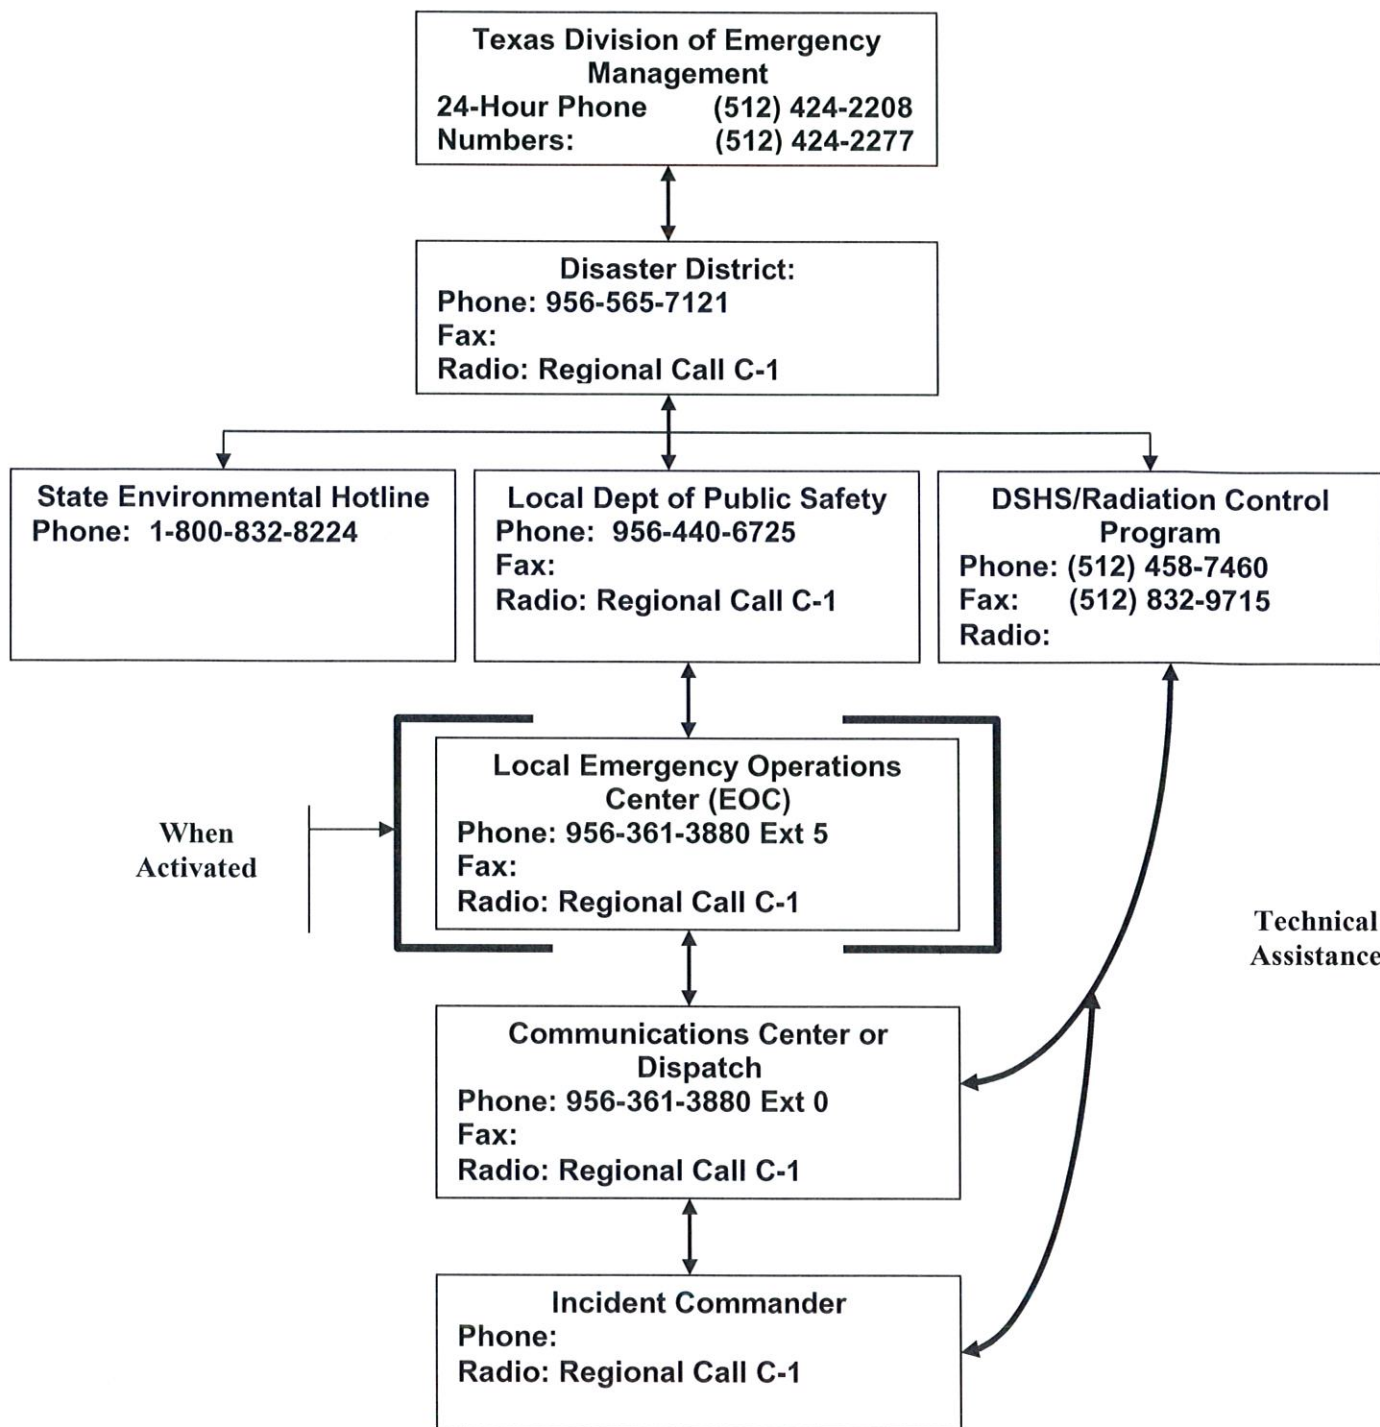 Texas Division of Emergency
Management
24-Hour Phone (512) 424-2208
Numbers: (512) 424-2277
Disaster District:
Phone: 956-565-7121
Fax:
Radio: Regional Call C-1
State Environmental Hotline
Phone: 1-800-832-8224
Local Dept of Public Safety
Phone: 956-440-6725
Fax:
Radio: Regional Call C-1
DSHS/Radiation Control
Program
Phone: (512) 458-7460
Fax: (512) 832-9715
Radio:
When
Activated
Local Emergency Operations
Center (EOC)
Phone: 956-361-3880 Ext 5
Fax:
Radio: Regional Call C-1
Technical
Assistance
Communications Center or
Dispatch
Phone: 956-361-3880 Ext 0
Fax:
Radio: Regional Call C-1
Incident Commander
Phone:
Radio: Regional Call C-1